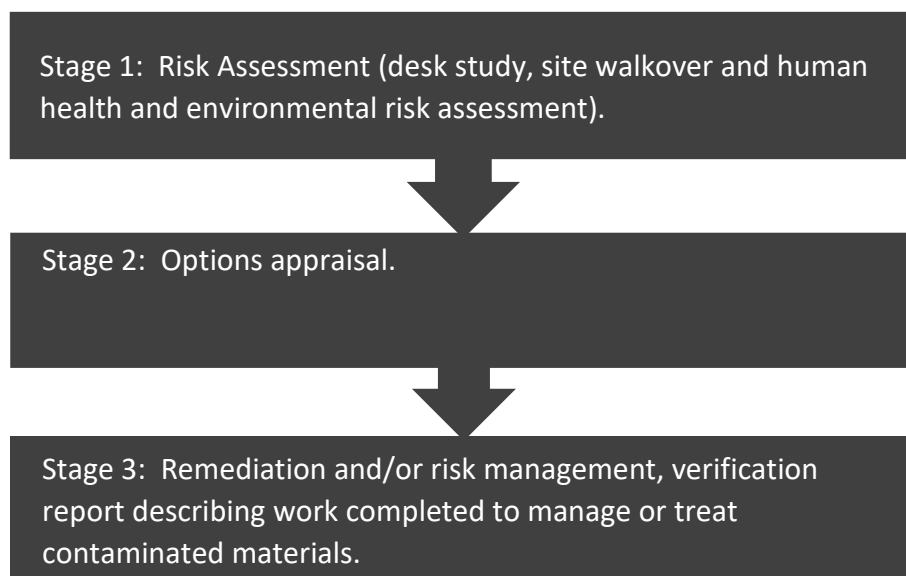 Stage 1:  Risk Assessment (desk study, site walkover and human
health and environmental risk assessment).
Stage 2:  Options appraisal.
Stage 3:  Remediation and/or risk management, verification
report describing work completed to manage or treat
contaminated materials.